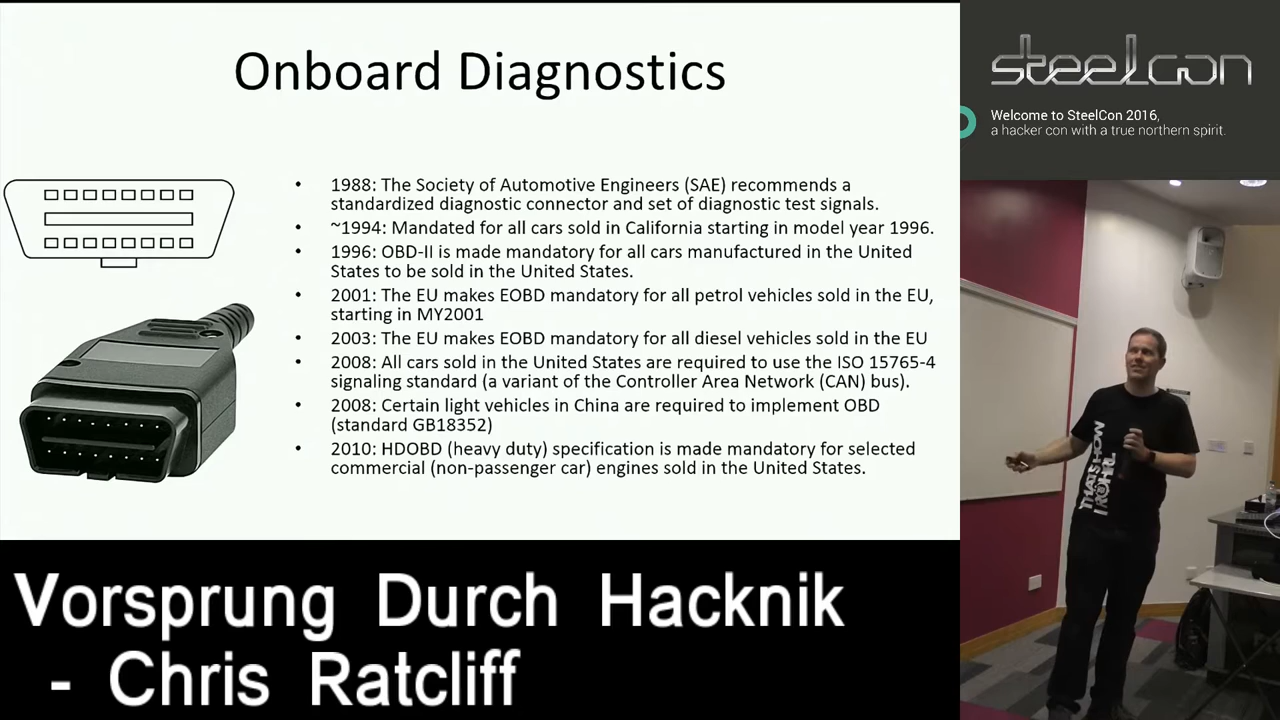 Onboard Diagnostics
• 1988: The Society of Automotive Engineers (SAE) recommends a
standardized diagnostic connector and set of diagnostic test signals.
• ~1994: Mandated for all cars sold in California starting in model year 1996.
• 1996: OBD-II is made mandatory for all cars manufactured in the United
States to be sold in the United States.
• 2001: The EU makes EOBD mandatory for all petrol vehicles sold in the EU,
starting in MY2001
• 2003: The EU makes EOBD mandatory for all diesel vehicles sold in the EU
• 2008: All cars sold in the United States are required to use the ISO 15765-4
signaling standard (a variant of the Controller Area Network (CAN) bus).
• 2008: Certain light vehicles in China are required to implement OBD
(standard GB18352)
• 2010: HDOBD (heavy duty) specification is made mandatory for selected
commercial (non-passenger car) engines sold in the United States.
steelcon
Welcome to SteelCon 2016,
a hacker con with a true northern spirit.
THAT'S HOW
I ROHR.
Vorsprung Durch Hacknik
- Chris Ratcliff